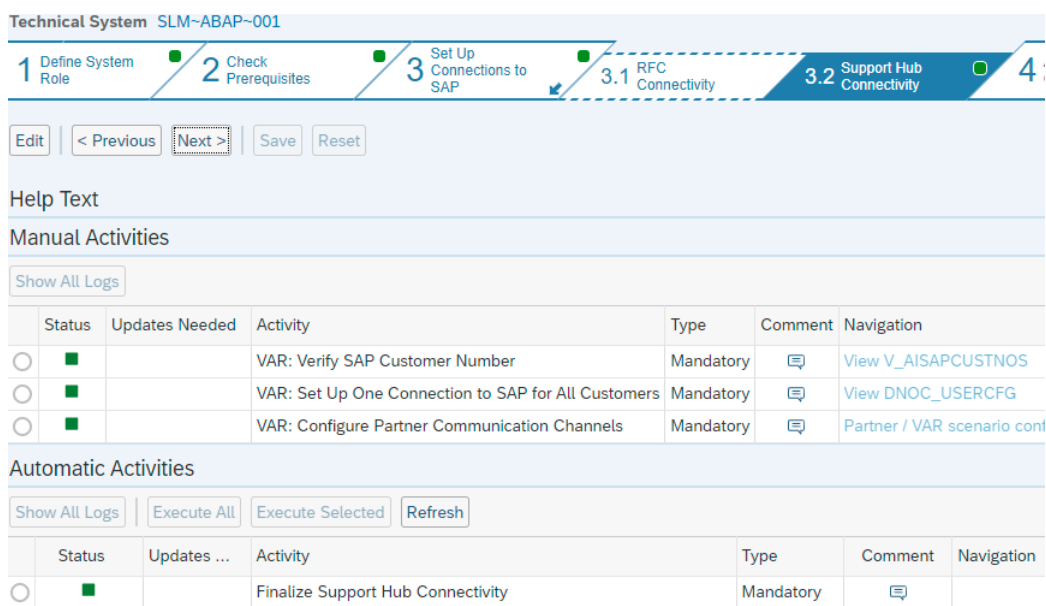 Technical System SLM~ABAP~001
1 Define System Role
2 Check Prerequisites
3 Set Up Connections to SAP
3.1 RFC Connectivity
3.2 Support Hub Connectivity
4
Edit < Previous Next > Save Reset
Help Text
Manual Activities
Show All Logs
Status Updates Needed Activity Type Comment Navigation
VAR: Verify SAP Customer Number Mandatory View V_AISAPCUSTNOS
VAR: Set Up One Connection to SAP for All Customers Mandatory View DNOC_USERCFG
VAR: Configure Partner Communication Channels Mandatory Partner / VAR scenario conf
Automatic Activities
Show All Logs Execute All Execute Selected Refresh
Status Updates ... Activity Type Comment Navigation
Finalize Support Hub Connectivity Mandatory